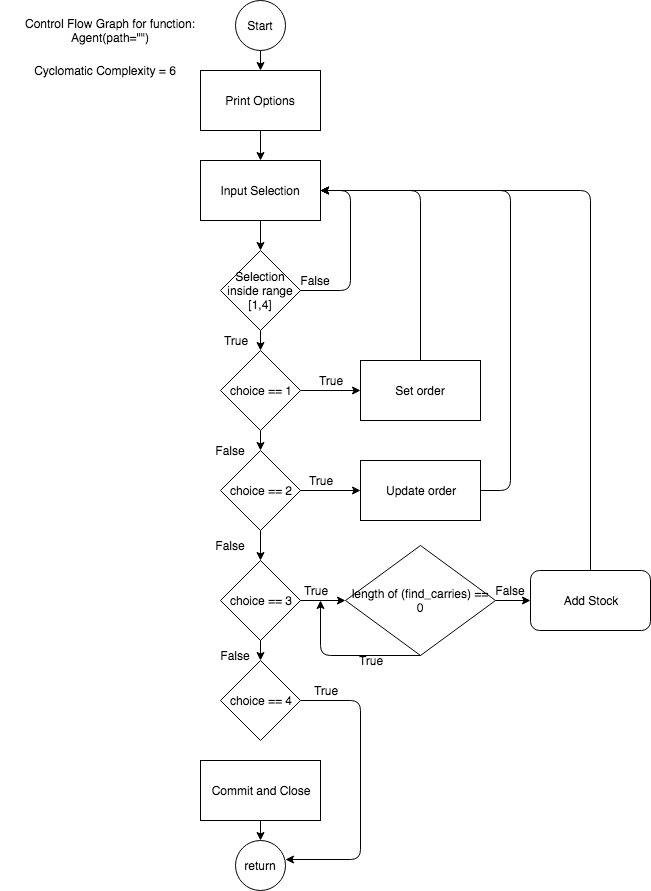 Control Flow Graph for function:
Agent(path="")
Cyclomatic Complexity = 6
Start
Print Options
Input Selection
Selection
inside range
[1,4]
False
True
choice == 1
True
Set order
False
choice == 2
True
Update order
False
choice == 3
True
length of (find_carries) ==
0
False
Add Stock
True
False
choice == 4
True
Commit and Close
return